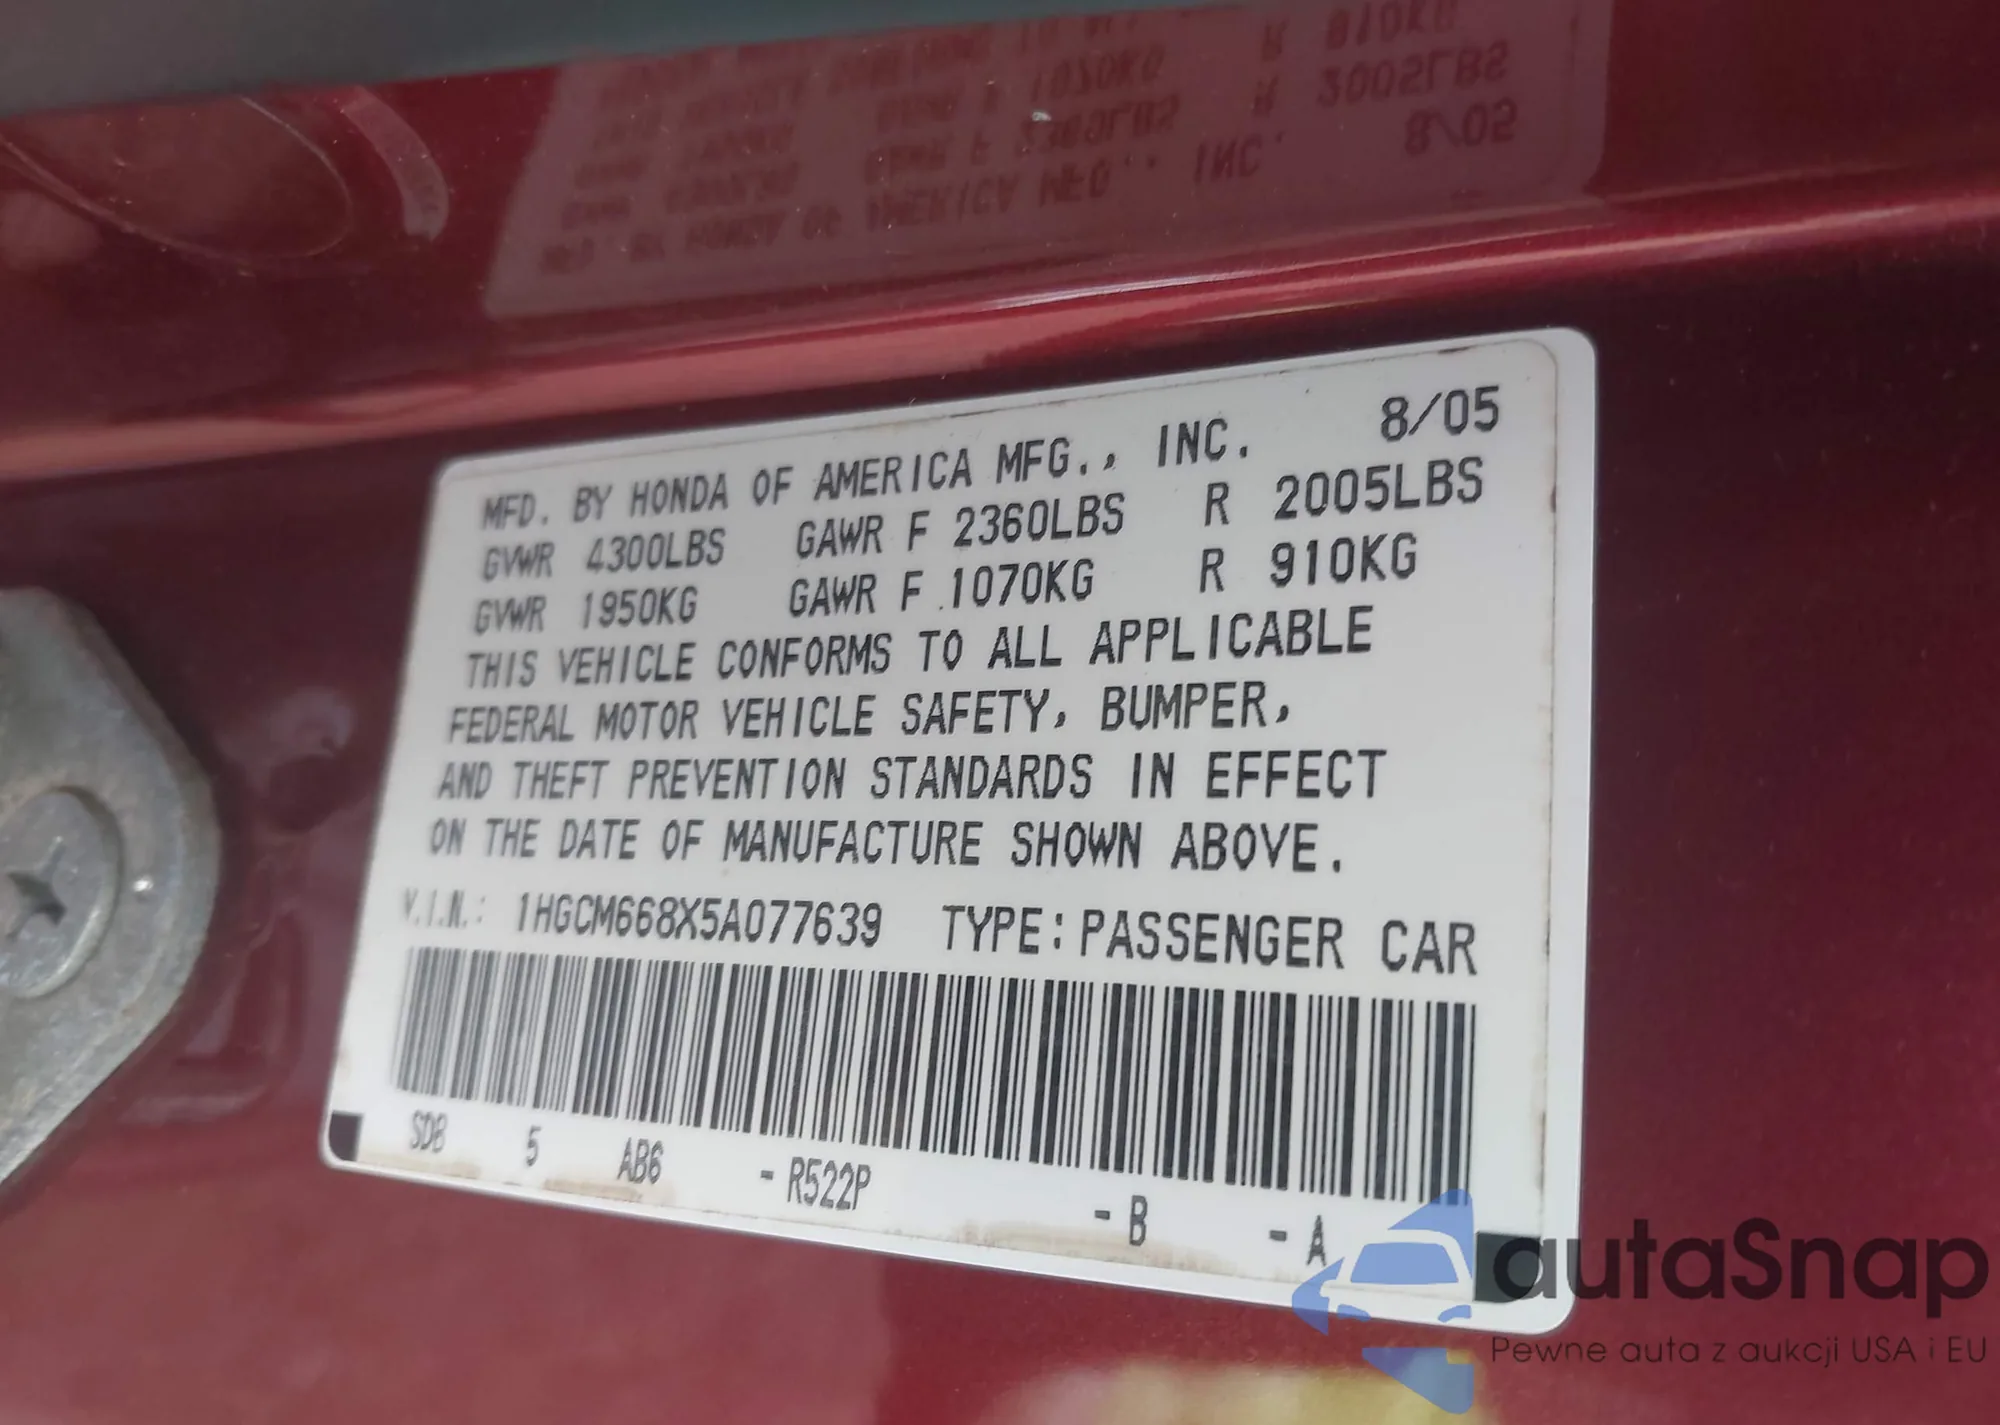 MFD. BY HONDA OF AMERICA MFG., INC. 8/05
GVWR 4300LBS GAWR F 2360LBS R 2005LBS
GVWR 1950KG GAWR F 1070KG R 910KG
THIS VEHICLE CONFORMS TO ALL APPLICABLE
FEDERAL MOTOR VEHICLE SAFETY, BUMPER,
AND THEFT PREVENTION STANDARDS IN EFFECT
ON THE DATE OF MANUFACTURE SHOWN ABOVE.
V.I.N.: 1HGCM668X5A077639 TYPE: PASSENGER CAR
SDB 5 AB6 - R522P - B - A
autaSnap
Pewne auta z aukcji USA i EU